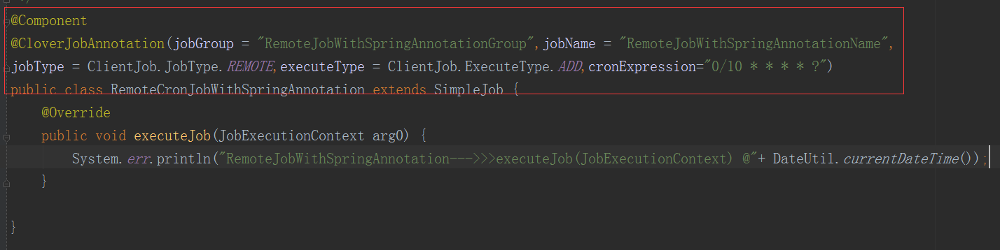 */
@Component
@CloverJobAnnotation(jobGroup = "RemoteJobWithSpringAnnotationGroup",jobName = "RemoteJobWithSpringAnnotationName",
jobType = ClientJob.JobType.REMOTE,executeType = ClientJob.ExecuteType.ADD,cronExpression="0/10 * * * * ?")
public class RemoteCronJobWithSpringAnnotation extends SimpleJob {
@Override
public void executeJob(JobExecutionContext arg0) {
System.err.println("RemoteJobWithSpringAnnotation--->>>executeJob(JobExecutionContext) @"+ DateUtil.currentDateTime());
}
}